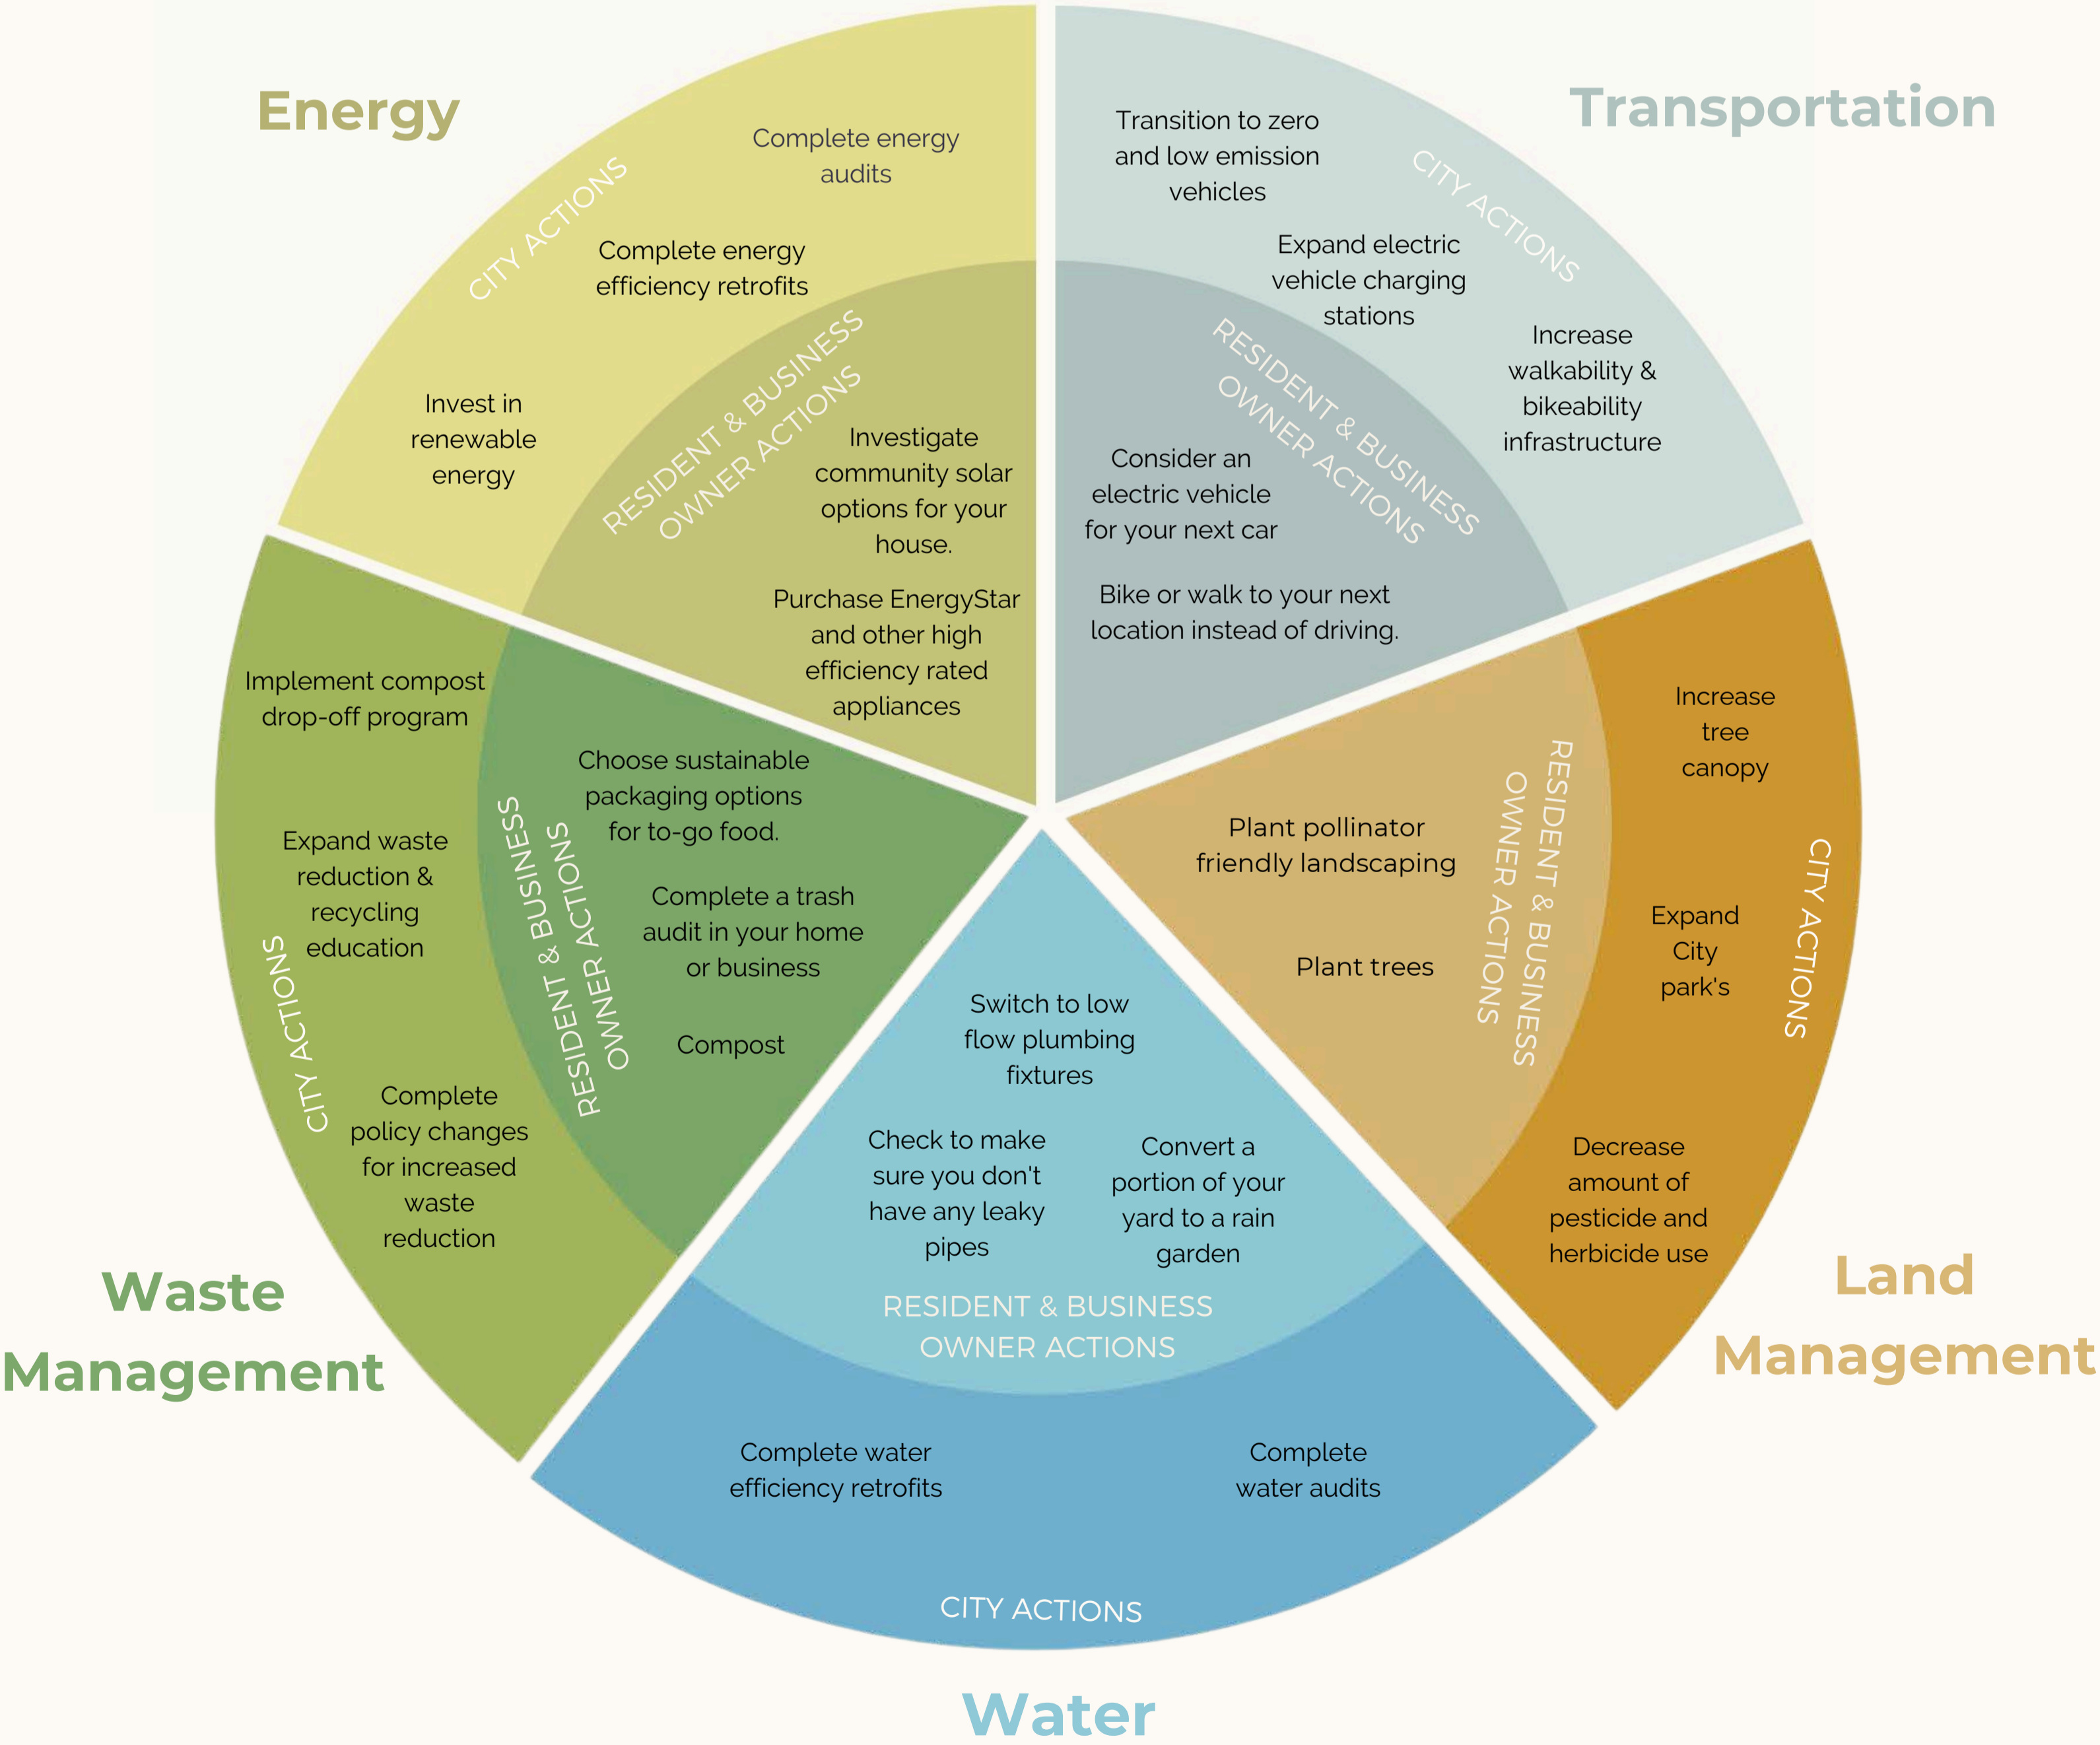 Energy
CITY ACTIONS
Complete energy
audits
Complete energy
efficiency retrofits
Invest in
renewable
energy
RESIDENT & BUSINESS
OWNER ACTIONS
Investigate
community solar
options for your
house.
Purchase EnergyStar
and other high
efficiency rated
appliances
Transportation
CITY ACTIONS
Transition to zero
and low emission
vehicles
Expand electric
vehicle charging
stations
Increase
walkability &
bikeability
infrastructure
RESIDENT & BUSINESS
OWNER ACTIONS
Consider an
electric vehicle
for your next car
Bike or walk to your next
location instead of driving.
Land
Management
CITY ACTIONS
Increase
tree
canopy
Expand
City
park's
Decrease
amount of
pesticide and
herbicide use
RESIDENT & BUSINESS
OWNER ACTIONS
Plant pollinator
friendly landscaping
Plant trees
Water
RESIDENT & BUSINESS
OWNER ACTIONS
Switch to low
flow plumbing
fixtures
Check to make
sure you don't
have any leaky
pipes
Convert a
portion of your
yard to a rain
garden
CITY ACTIONS
Complete water
efficiency retrofits
Complete
water audits
Waste
Management
CITY ACTIONS
Implement compost
drop-off program
Expand waste
reduction &
recycling
education
Complete
policy changes
for increased
waste
reduction
RESIDENT & BUSINESS
OWNER ACTIONS
Choose sustainable
packaging options
for to-go food.
Complete a trash
audit in your home
or business
Compost